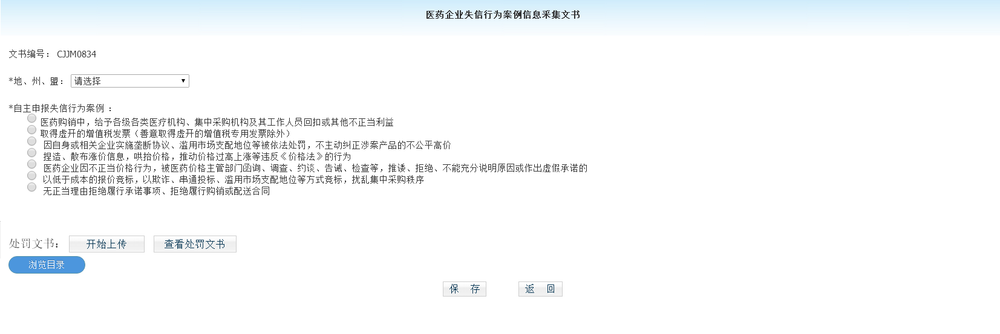 医药企业失信行为案例信息采集文书
文书编号： CJJM0834
*地、州、盟： 请选择
*自主申报失信行为案例：
医药购销中，给予各级各类医疗机构、集中采购机构及其工作人员回扣或其他不正当利益
取得虚开的增值税发票（善意取得虚开的增值税专用发票除外）
因自身或相关企业实施垄断协议、滥用市场支配地位等被依法处罚，不主动纠正涉案产品的不公平高价
捏造、散布涨价信息，哄抬价格，推动价格过高上涨等违反《价格法》的行为
医药企业因不正当价格行为，被医药价格主管部门函询、调查、约谈、告诫、检查等，推诿、拒绝、不能充分说明原因或作出虚假承诺的
以低于成本的报价竞标，以欺诈、串通投标、滥用市场支配地位等方式竞标，扰乱集中采购秩序
无正当理由拒绝履行承诺事项、拒绝履行购销或配送合同
处罚文书： 开始上传 查看处罚文书
浏览目录
保 存 返 回